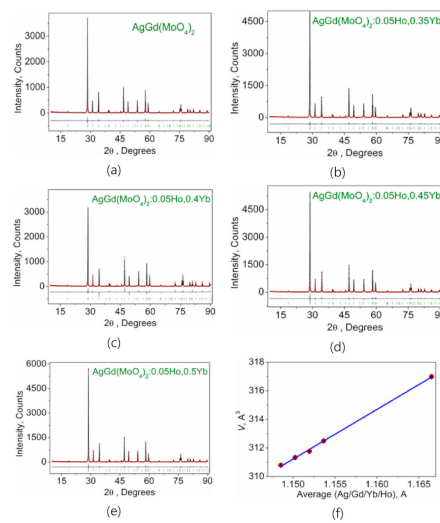 AgGd(MoO₄)₂
Intensity, Counts
3000
2000
1000
0
15 30 45 60 75 90
2θ , Degrees
(a)
AgGd(MoO₄)₂:0.05Ho,0.35Yb
Intensity, Counts
4500
3000
1500
0
15 30 45 60 75 90
2θ , Degrees
(b)
AgGd(MoO₄)₂:0.05Ho,0.4Yb
Intensity, Counts
3000
2000
1000
0
15 30 45 60 75 90
2θ , Degrees
(c)
AgGd(MoO₄)₂:0.05Ho,0.45Yb
Intensity, Counts
4500
3000
1500
0
15 30 45 60 75 90
2θ , Degrees
(d)
AgGd(MoO₄)₂:0.05Ho,0.5Yb
Intensity, Counts
6000
4500
3000
1500
0
15 30 45 60 75 90
2θ , Degrees
(e)
V, A³
318
316
314
312
310
1.150 1.155 1.160 1.165
Average (Ag/Gd/Yb/Ho), A
(f)